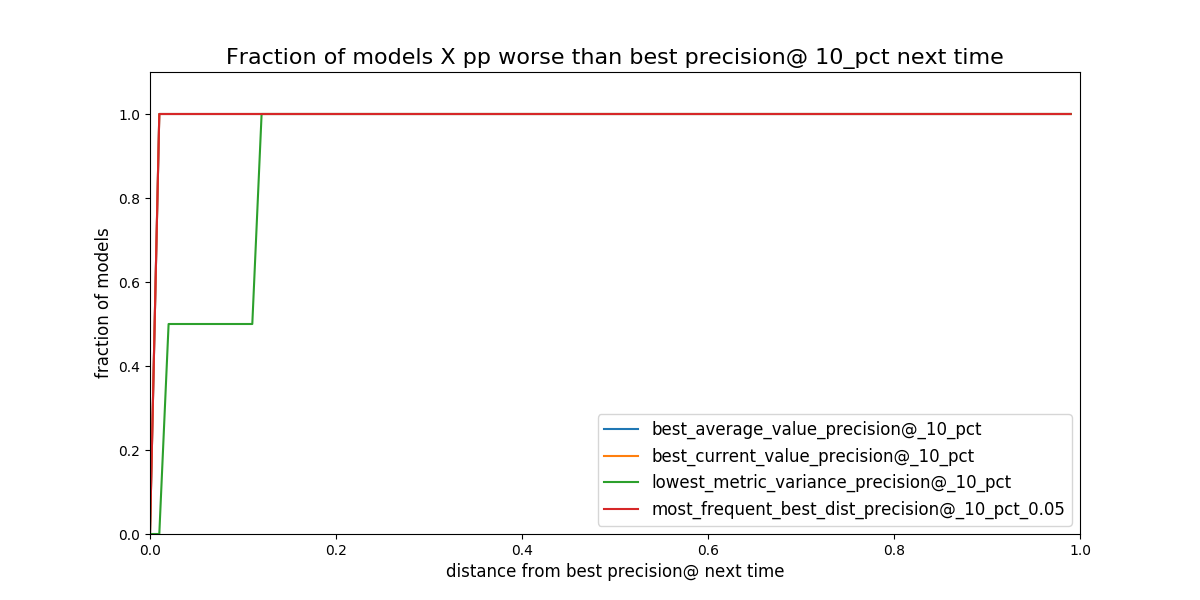 Fraction of models X pp worse than best precision@ 10_pct next time
fraction of models
1.0
0.8
0.6
0.4
0.2
0.0
0.0 0.2 0.4 0.6 0.8 1.0
distance from best precision@ next time
best_average_value_precision@_10_pct
best_current_value_precision@_10_pct
lowest_metric_variance_precision@_10_pct
most_frequent_best_dist_precision@_10_pct_0.05